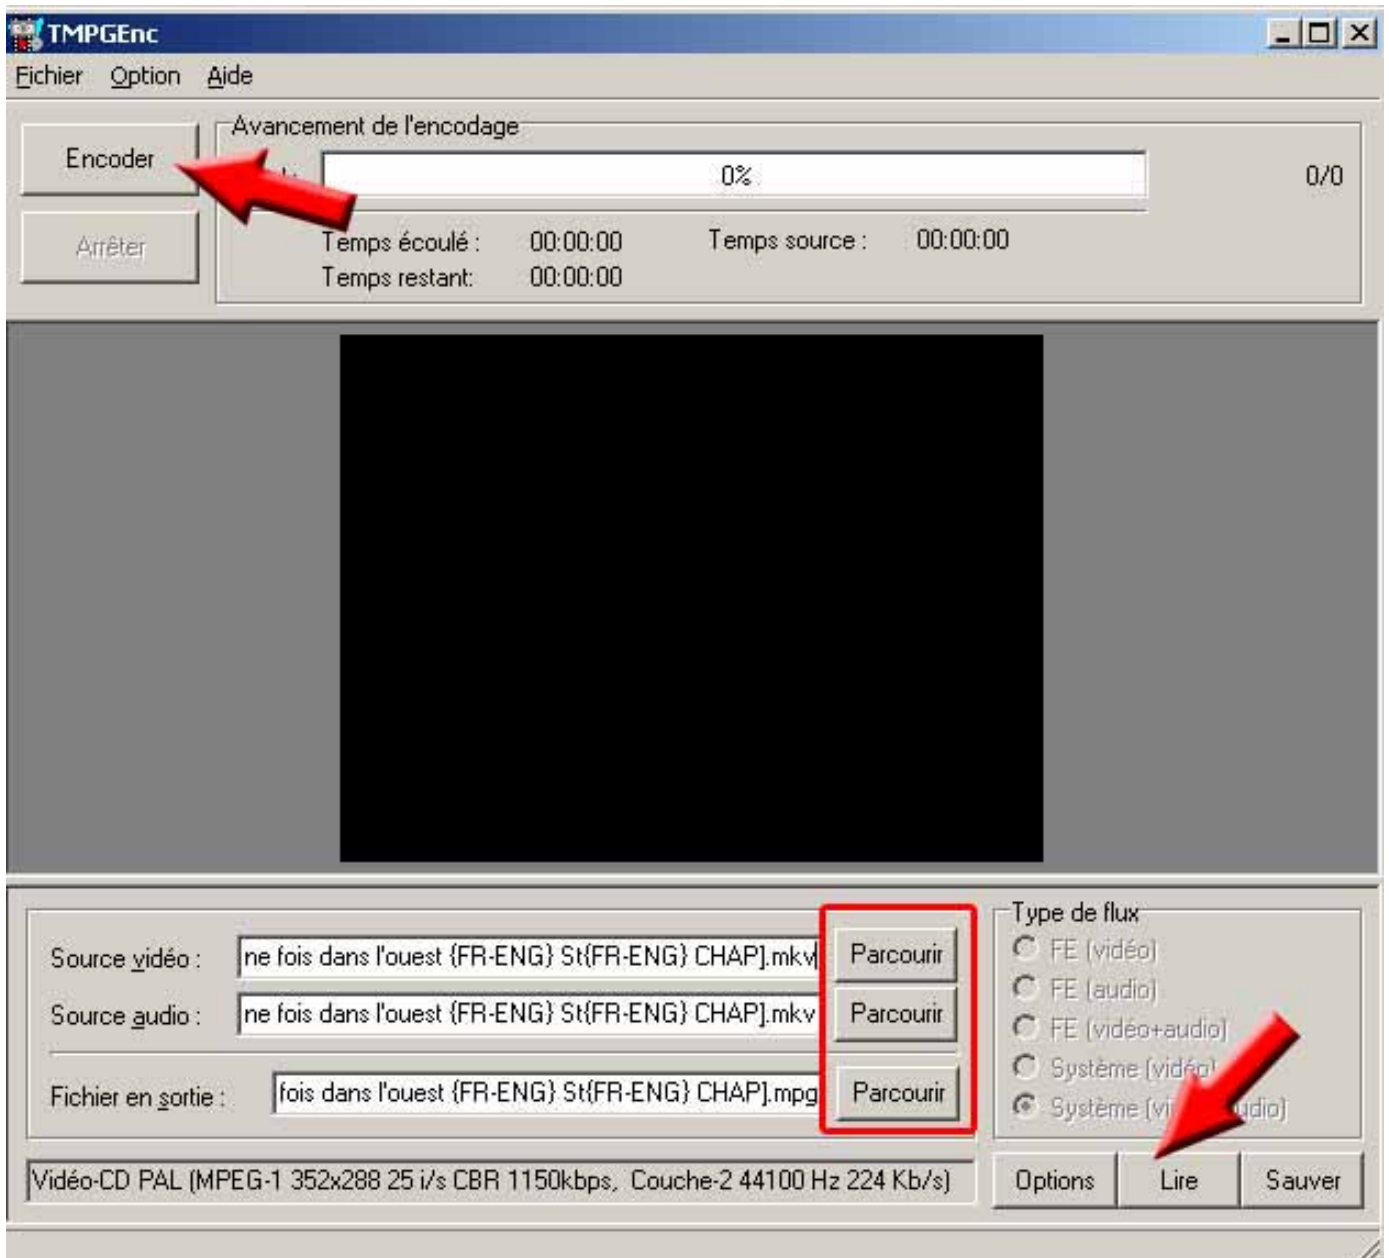 TMPGEnc
Fichier Option Aide
Avancement de l'encodage
Encoder
0%
0/0
Arrêter
Temps écoulé : 00:00:00 Temps source : 00:00:00
Temps restant: 00:00:00
Type de flux
Source vidéo : ne fois dans l'ouest {FR-ENG} St{FR-ENG} CHAP].mkv Parcourir
FE (vidéo)
FE (audio)
Source audio : ne fois dans l'ouest {FR-ENG} St{FR-ENG} CHAP].mkv Parcourir
FE (vidéo+audio)
Système (vidéo)
Fichier en sortie : fois dans l'ouest {FR-ENG} St{FR-ENG} CHAP].mpg Parcourir
Système (vi udio)
Vidéo-CD PAL (MPEG-1 352x288 25 i/s CBR 1150kbps, Couche-2 44100 Hz 224 Kb/s) Options Lire Sauver